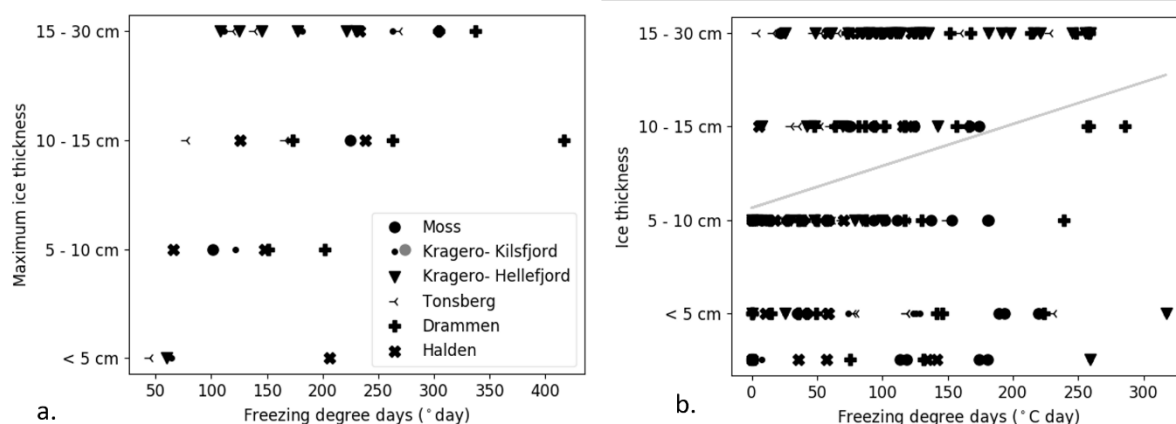 15 - 30 cm
10 - 15 cm
5 - 10 cm
< 5 cm
Maximum ice thickness
Moss
Kragero- Kilsfjord
Kragero- Hellefjord
Tonsberg
Drammen
Halden
50 100 150 200 250 300 350 400
Freezing degree days (°day)
a.
15 - 30 cm
10 - 15 cm
5 - 10 cm
< 5 cm
Ice thickness
0 50 100 150 200 250 300
Freezing degree days (°C day)
b.